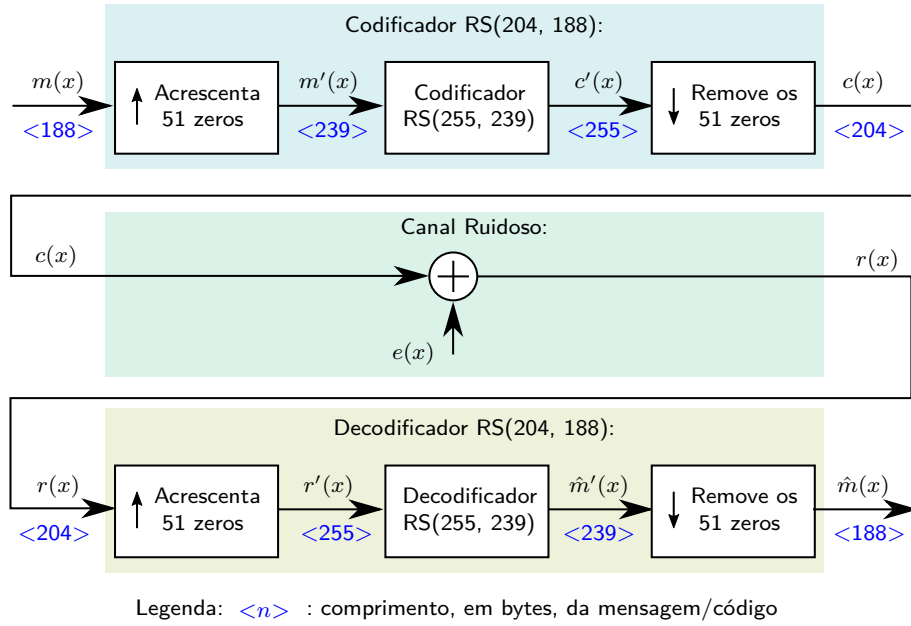 Codificador RS(204, 188):
m(x)
<188>
Acrescenta
51 zeros
m′(x)
<239>
Codificador
RS(255, 239)
c′(x)
<255>
Remove os
51 zeros
c(x)
<204>
Canal Ruidoso:
c(x)
r(x)
e(x)
Decodificador RS(204, 188):
r(x)
<204>
Acrescenta
51 zeros
r′(x)
<255>
Decodificador
RS(255, 239)
m̂′(x)
<239>
Remove os
51 zeros
m̂(x)
<188>
Legenda: <n> : comprimento, em bytes, da mensagem/código